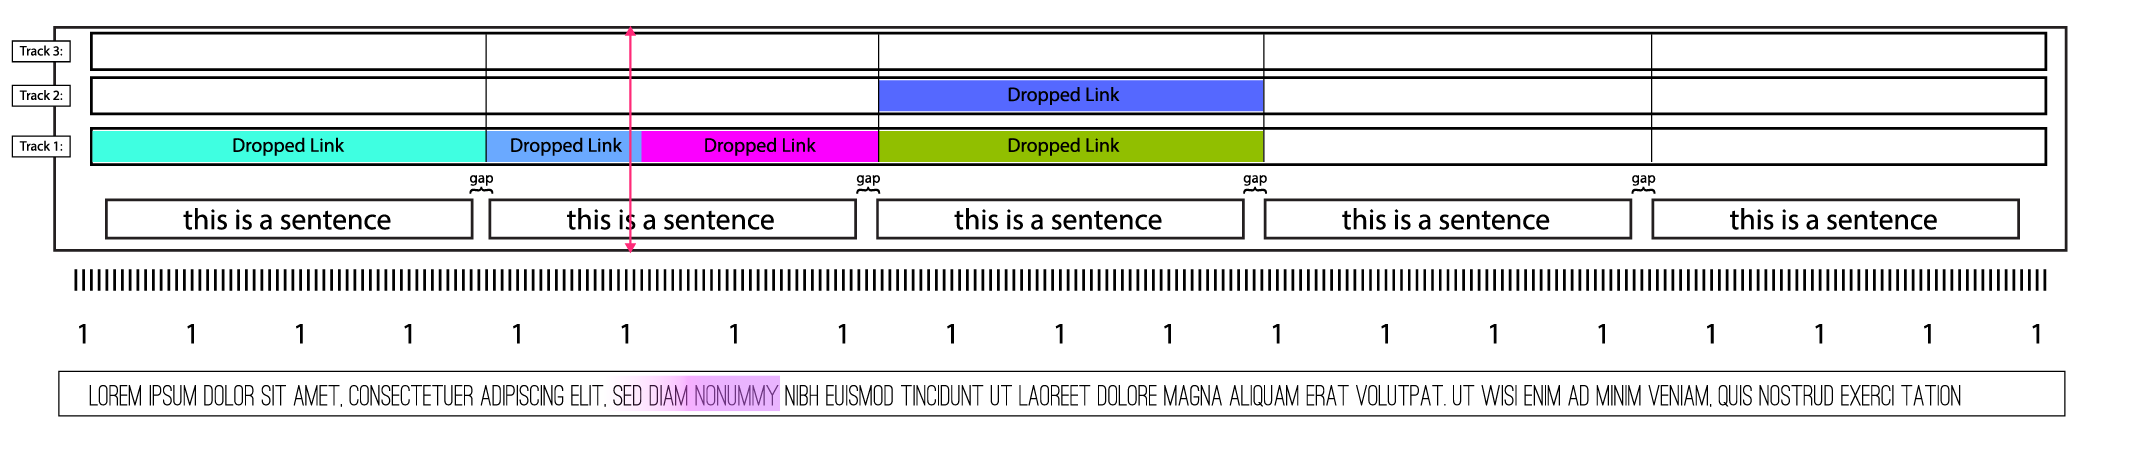 Track 3:
Track 2: Dropped Link
Track 1: Dropped Link Dropped Link Dropped Link Dropped Link
gap gap gap gap
this is a sentence this is a sentence this is a sentence this is a sentence this is a sentence
1 1 1 1 1 1 1 1 1 1 1 1 1 1 1 1 1 1 1
LOREM IPSUM DOLOR SIT AMET, CONSECTETUER ADIPISCING ELIT, SED DIAM NONUMMY NIBH EUISMOD TINCIDUNT UT LAOREET DOLORE MAGNA ALIQUAM ERAT VOLUTPAT. UT WISI ENIM AD MINIM VENIAM, QUIS NOSTRUD EXERCI TATION